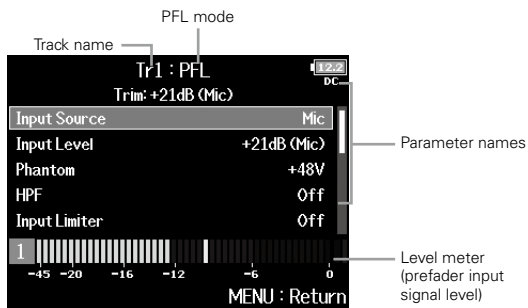 PFL mode
Track name
Tr1 : PFL
12.2
DC
Trim: +21dB (Mic)
Input Source Mic
Input Level +21dB (Mic)
Phantom +48V
HPF Off
Input Limiter Off
Parameter names
1
-45 -20 -16 -12 -6 0
Level meter
(prefader input
signal level)
MENU : Return